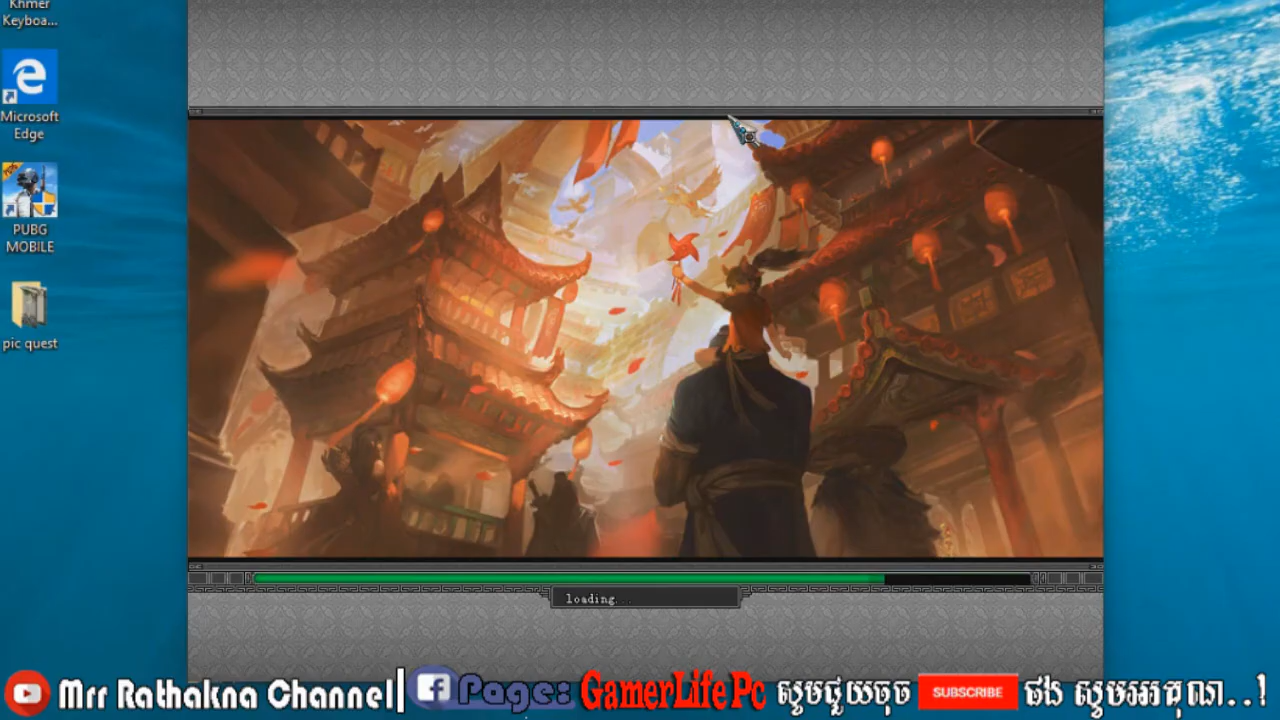 Khmer
Keyboa...
Microsoft
Edge
PUBG
MOBILE
pic quest
loading...
Mrr Rathakna Channel| f Page: GamerLife Pc សូមជួយចុច SUBSCRIBE ផង សូមអរគុណ..!